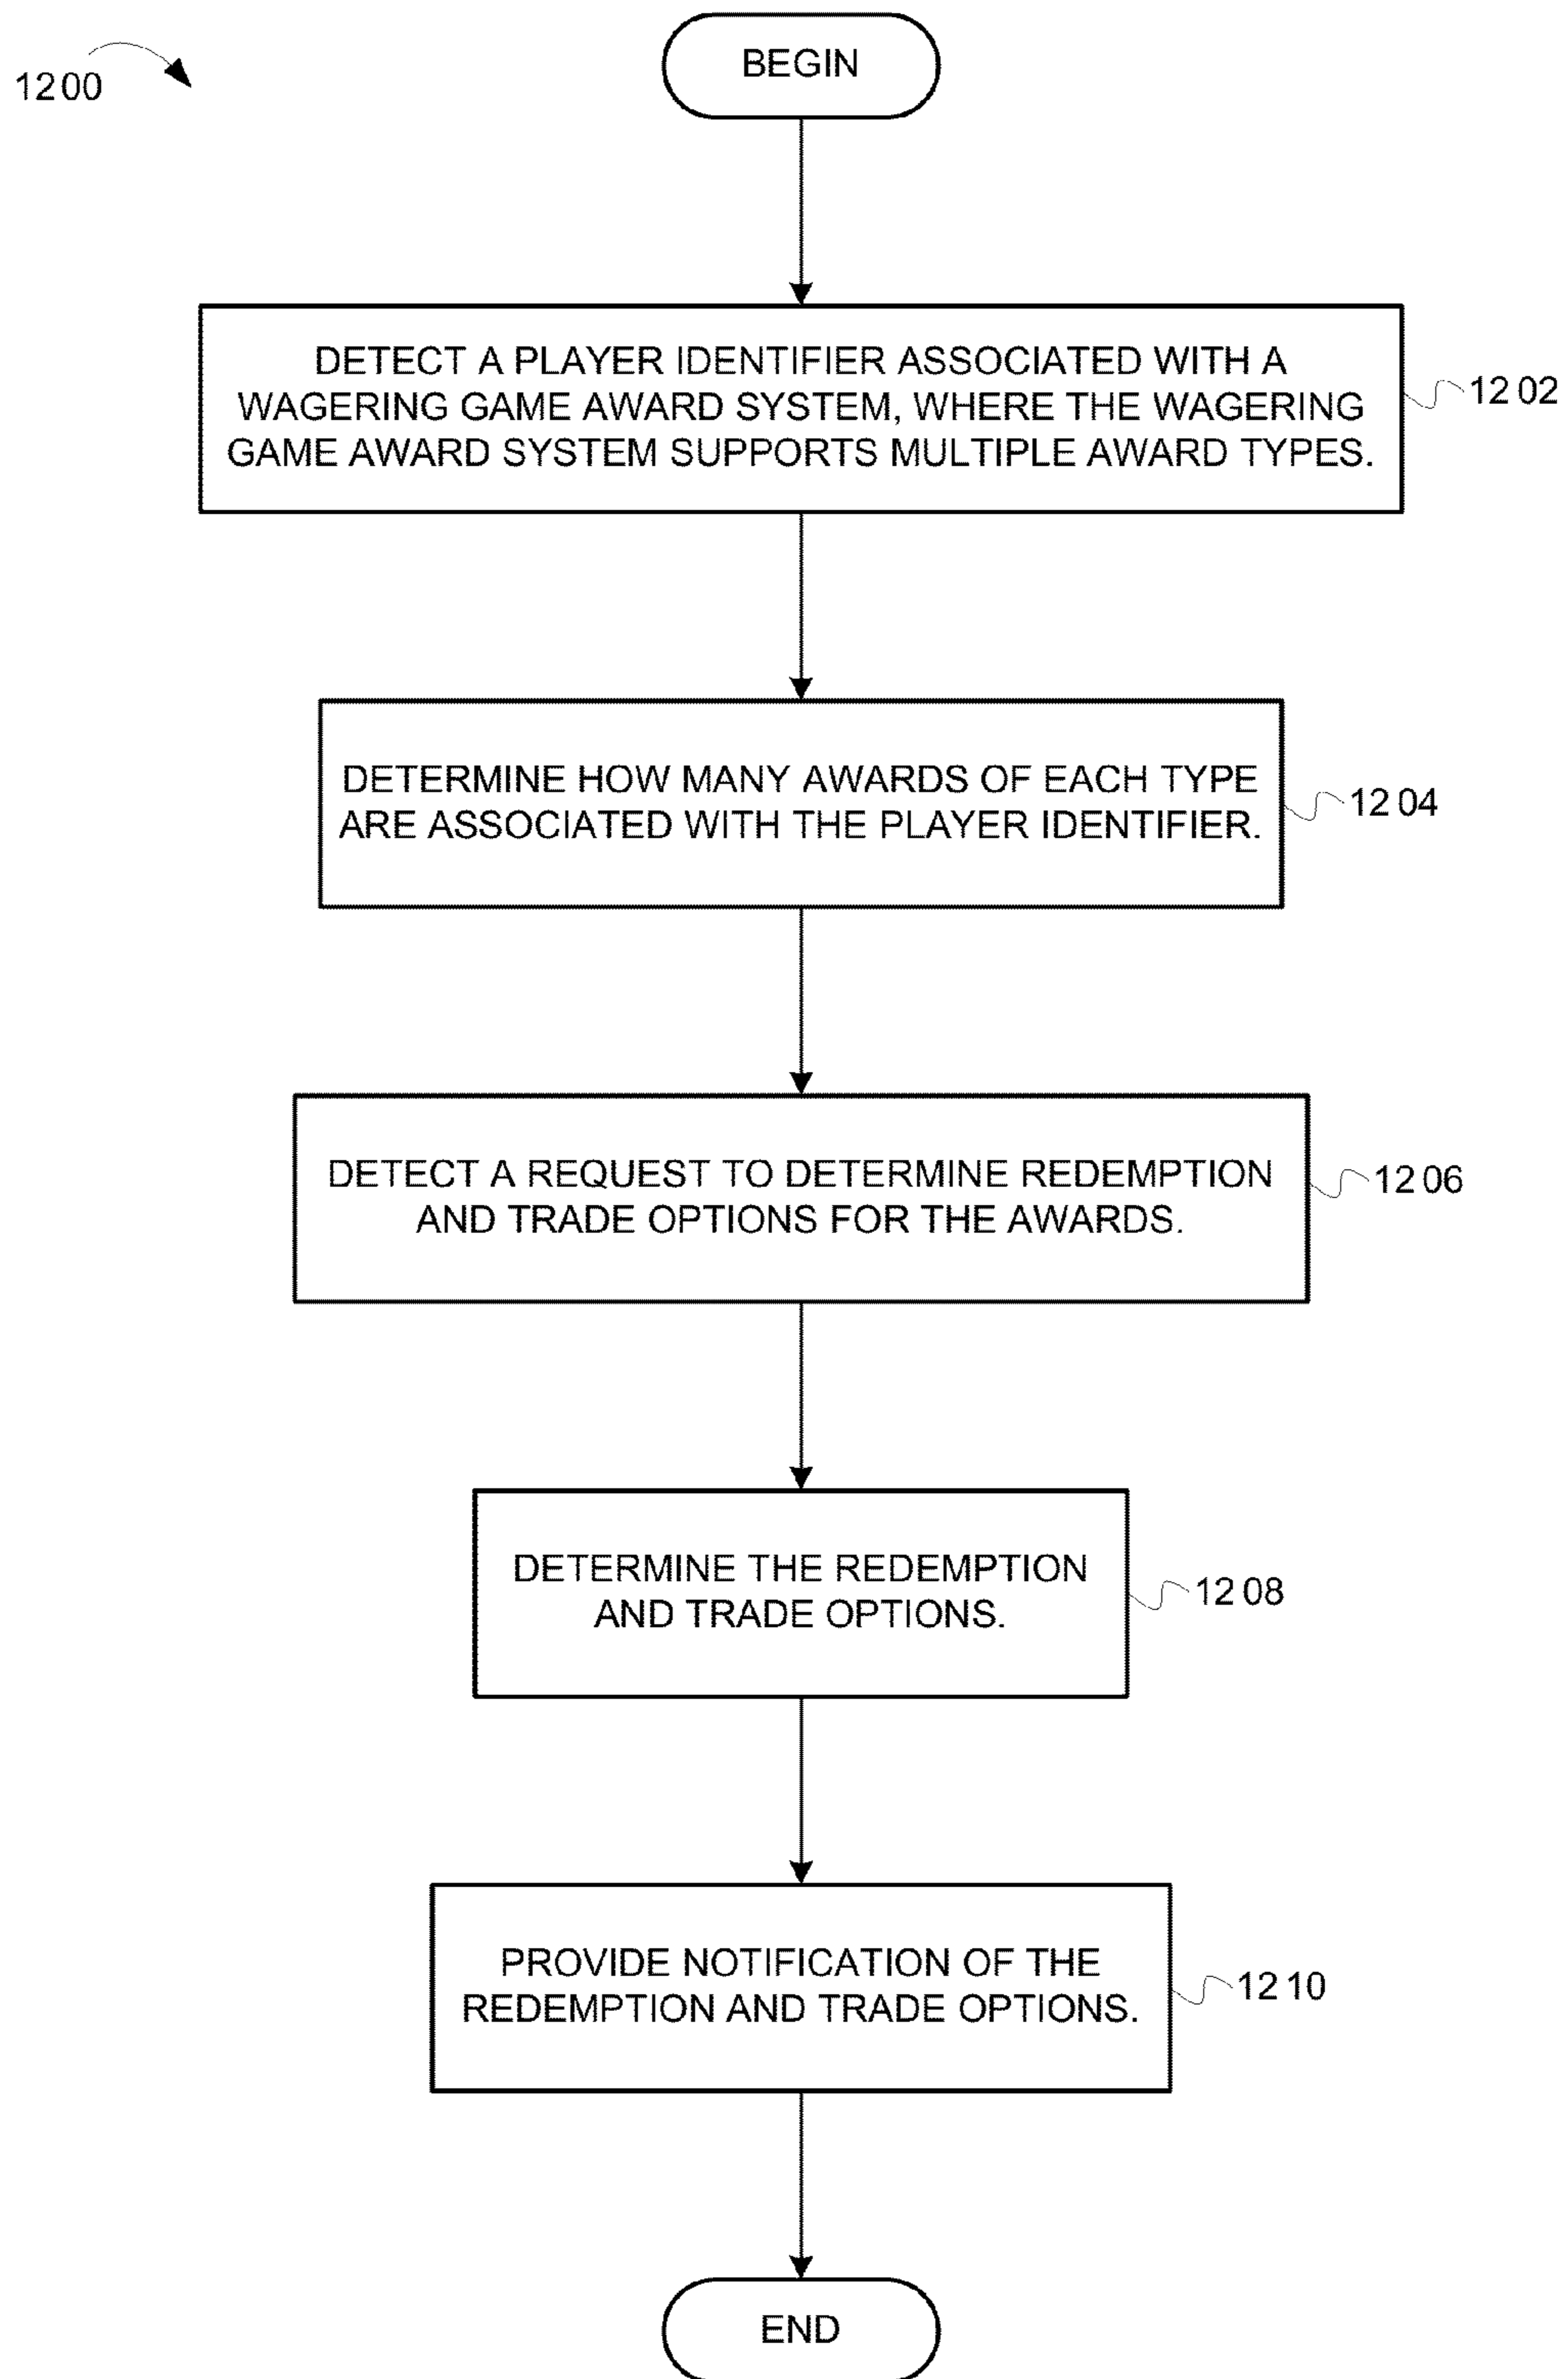 1200
BEGIN
DETECT A PLAYER IDENTIFIER ASSOCIATED WITH A
WAGERING GAME AWARD SYSTEM, WHERE THE WAGERING
GAME AWARD SYSTEM SUPPORTS MULTIPLE AWARD TYPES.
1202
DETERMINE HOW MANY AWARDS OF EACH TYPE
ARE ASSOCIATED WITH THE PLAYER IDENTIFIER.
1204
DETECT A REQUEST TO DETERMINE REDEMPTION
AND TRADE OPTIONS FOR THE AWARDS.
1206
DETERMINE THE REDEMPTION
AND TRADE OPTIONS.
1208
PROVIDE NOTIFICATION OF THE
REDEMPTION AND TRADE OPTIONS.
1210
END